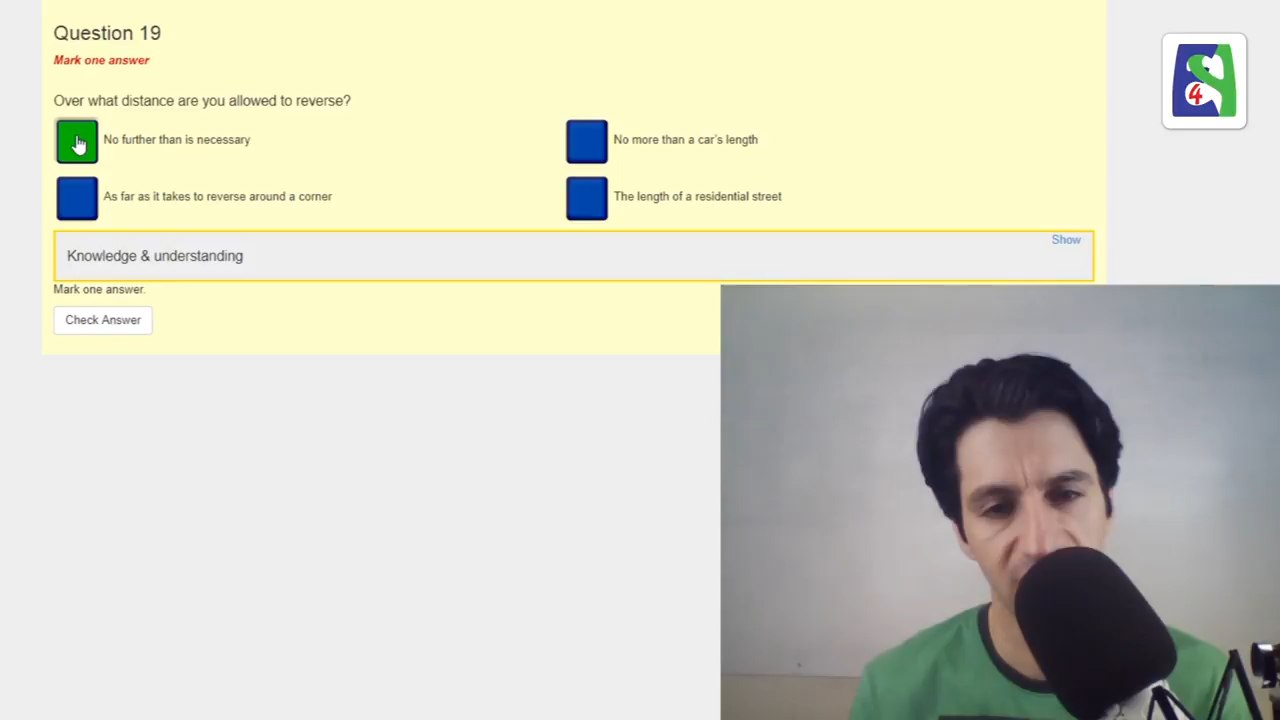 Question 19
Mark one answer
Over what distance are you allowed to reverse?
No further than is necessary
No more than a car's length
As far as it takes to reverse around a corner
The length of a residential street
Show
Knowledge & understanding
Mark one answer.
Check Answer
4